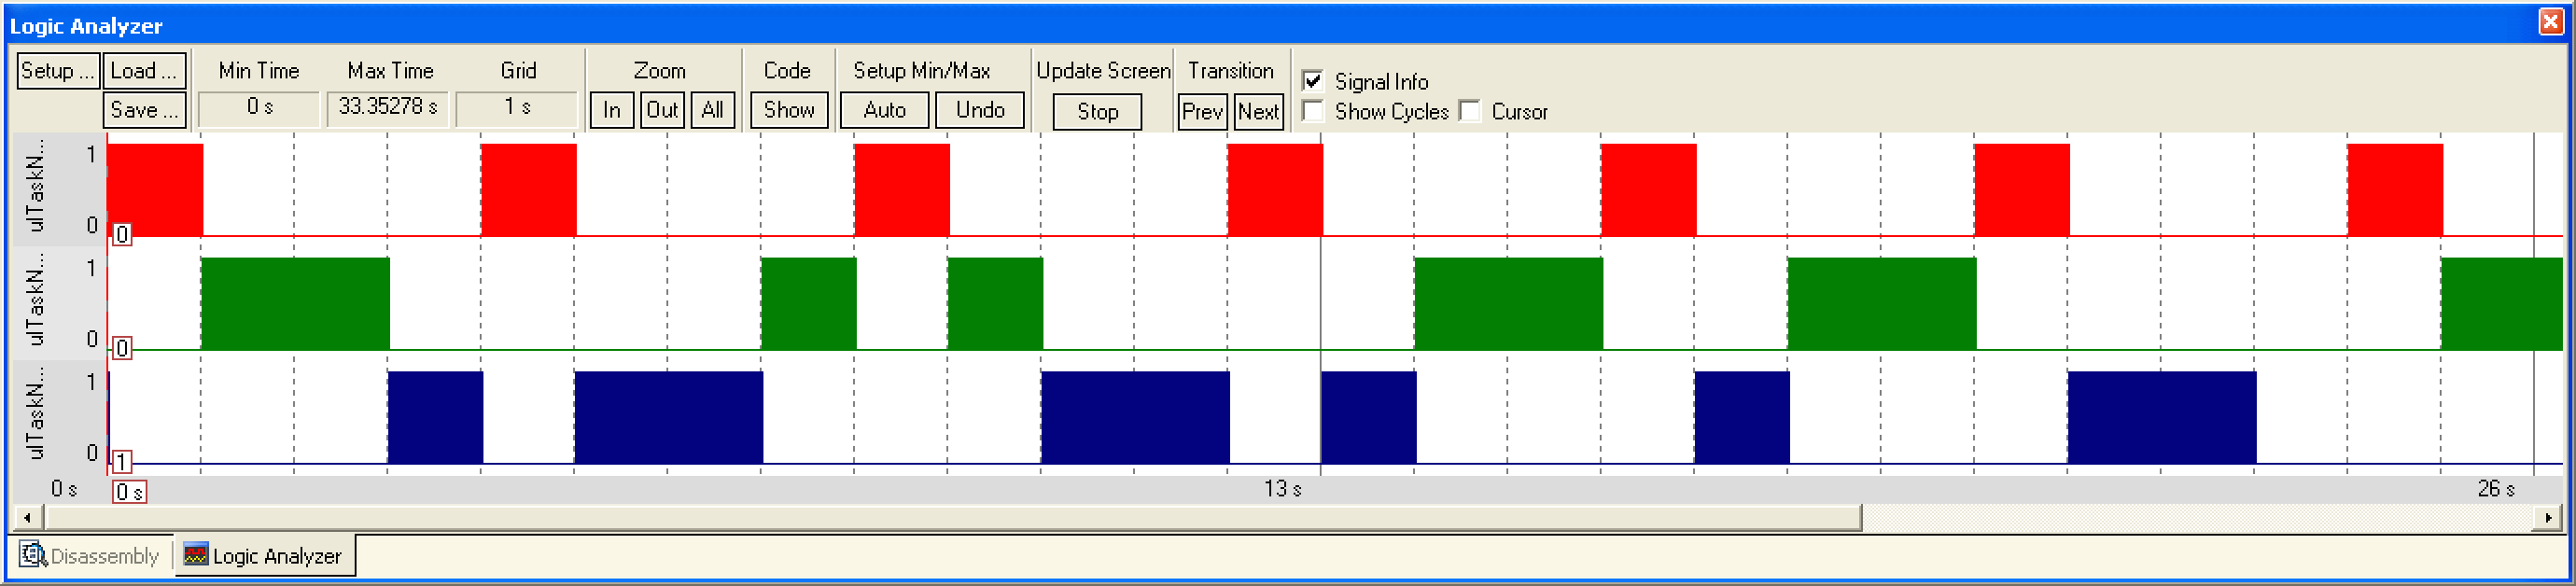 Logic Analyzer
Setup ... Load ... Min Time Max Time Grid Zoom Code Setup Min/Max Update Screen Transition Signal Info
Save ... 0 s 33.35278 s 1 s In Out All Show Auto Undo Stop Prev Next Show Cycles Cursor
ulTaskN... 1
0 0
ulTaskN... 1
0 0
ulTaskN... 1
0 1
0 s 0 s 13 s 26 s
Disassembly Logic Analyzer